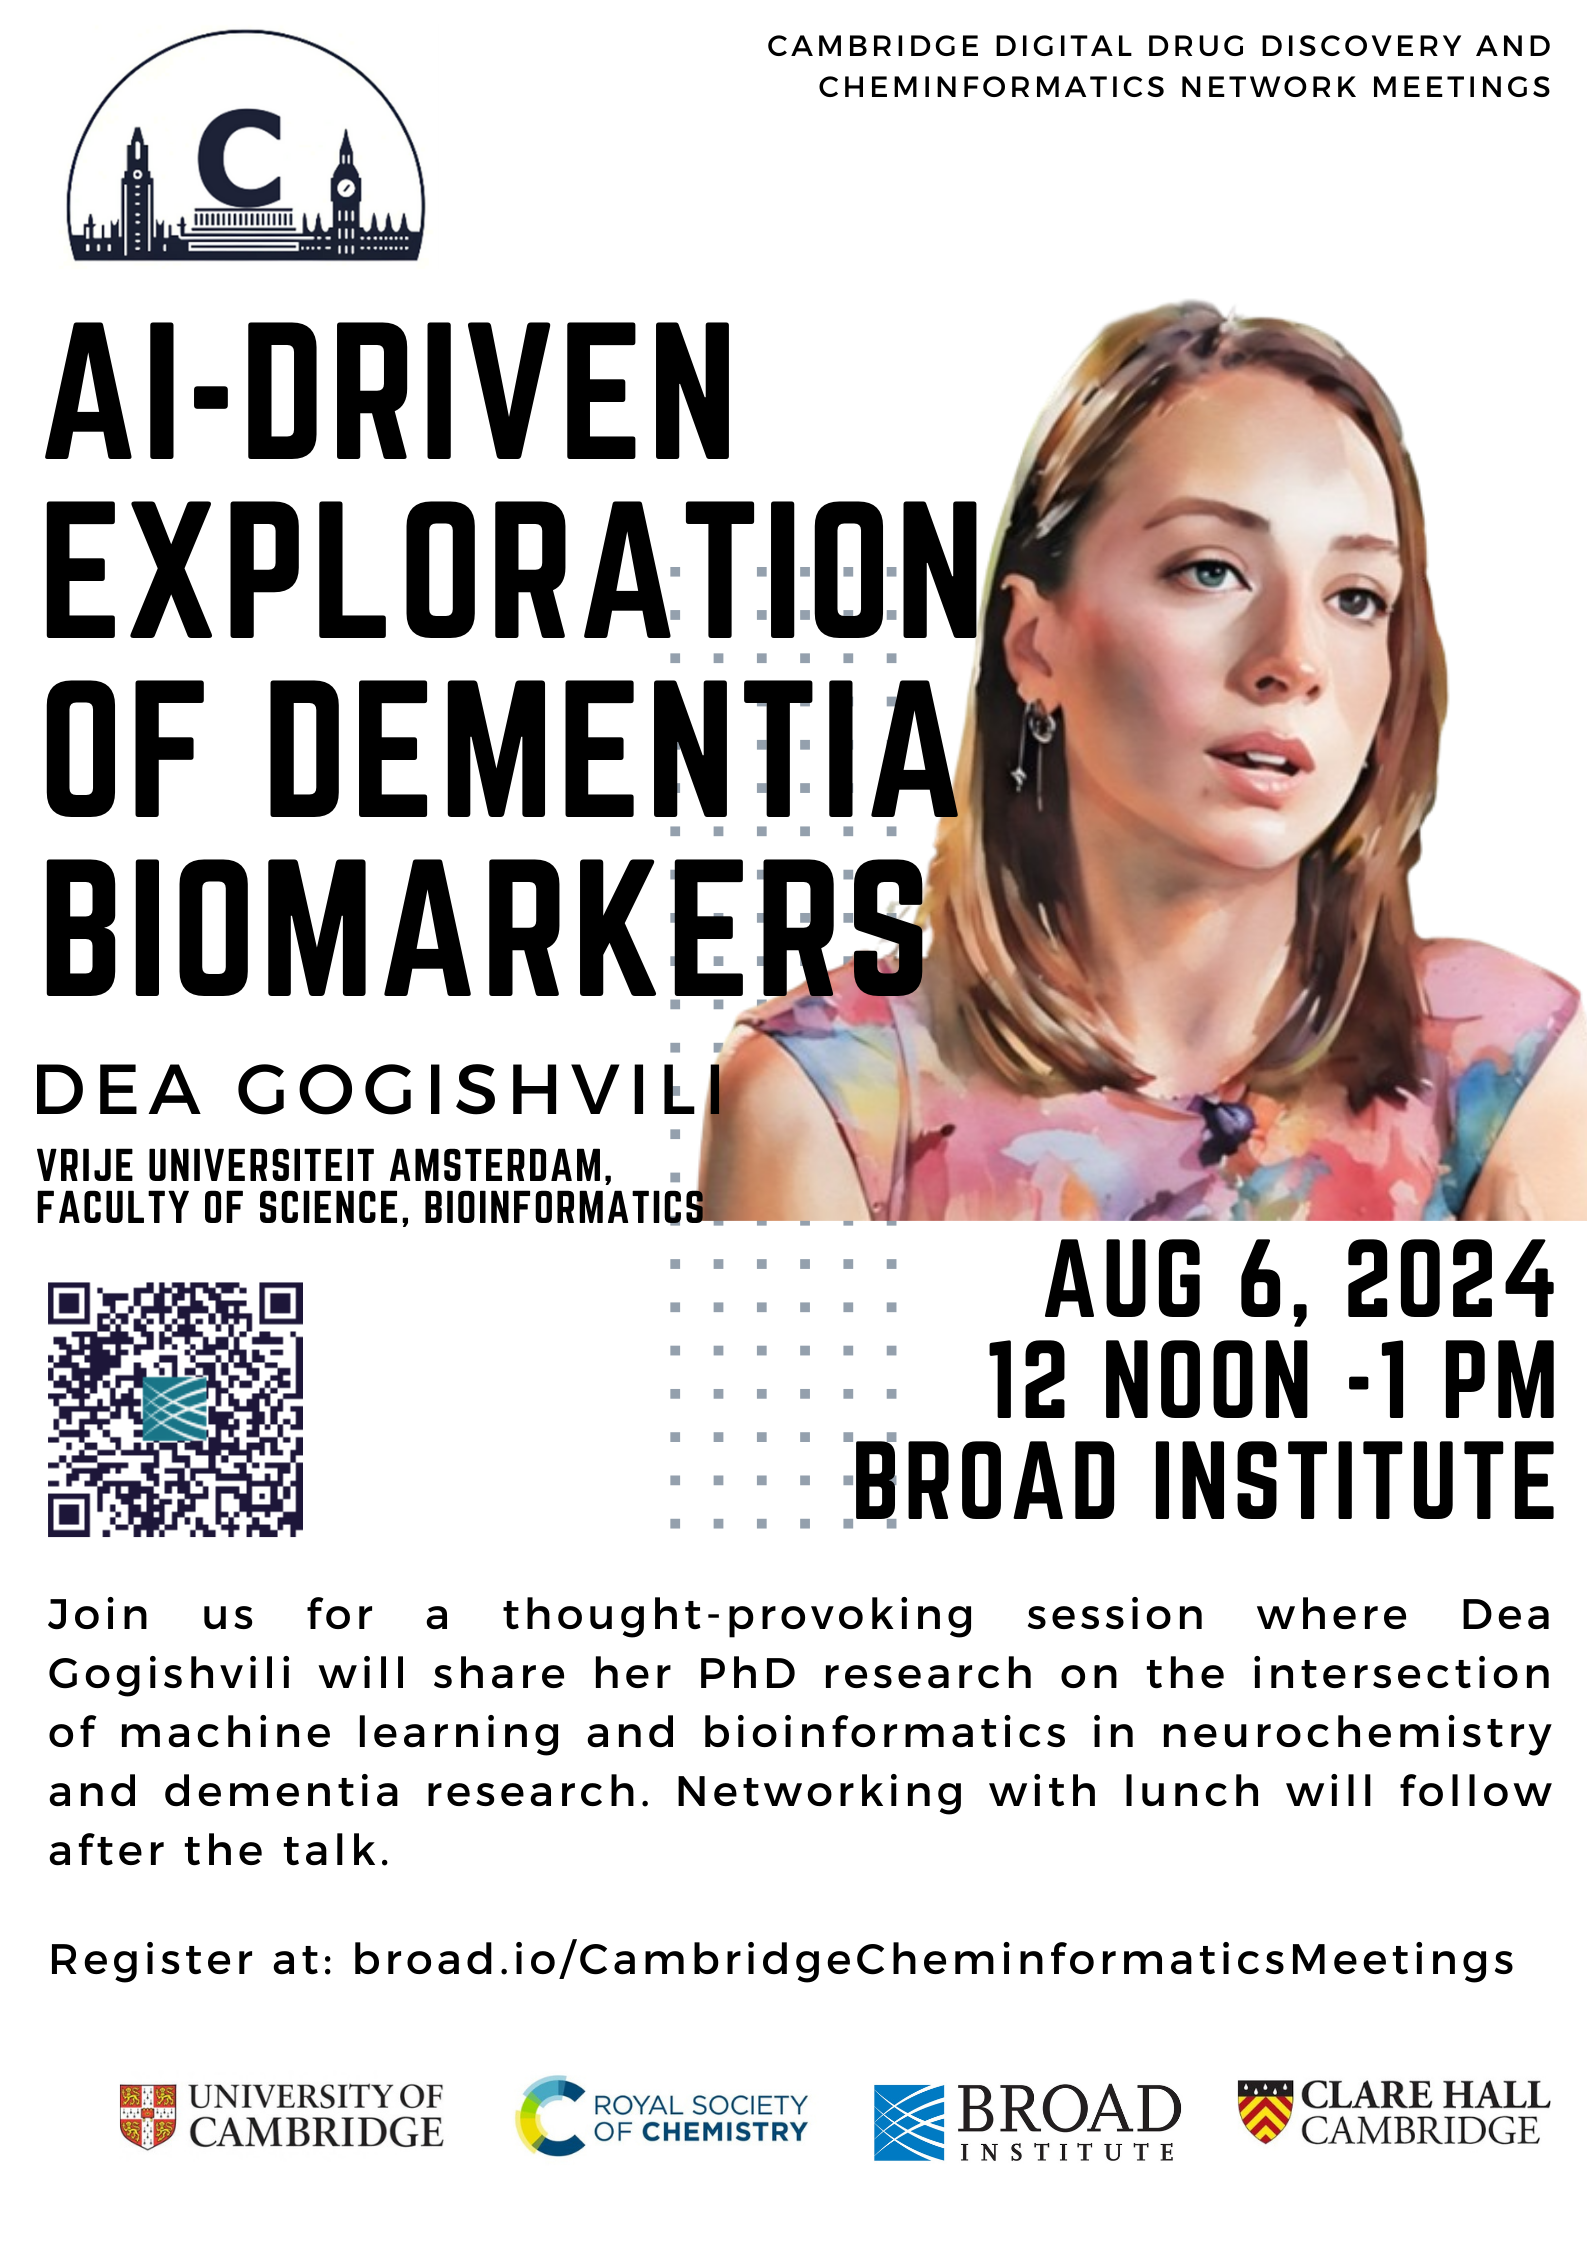 CAMBRIDGE DIGITAL DRUG DISCOVERY AND
CHEMINFORMATICS NETWORK MEETINGS
C
AI-DRIVEN
EXPLORATION
OF DEMENTIA
BIOMARKERS
DEA GOGISHVILI
VRIJE UNIVERSITEIT AMSTERDAM,
FACULTY OF SCIENCE, BIOINFORMATICS
AUG 6, 2024
12 NOON -1 PM
BROAD INSTITUTE
Join us for a thought-provoking session where Dea
Gogishvili will share her PhD research on the intersection
of machine learning and bioinformatics in neurochemistry
and dementia research. Networking with lunch will follow
after the talk.
Register at: broad.io/CambridgeCheminformaticsMeetings
UNIVERSITY OF
CAMBRIDGE
ROYAL SOCIETY
OF CHEMISTRY
BROAD
INSTITUTE
CLARE HALL
CAMBRIDGE